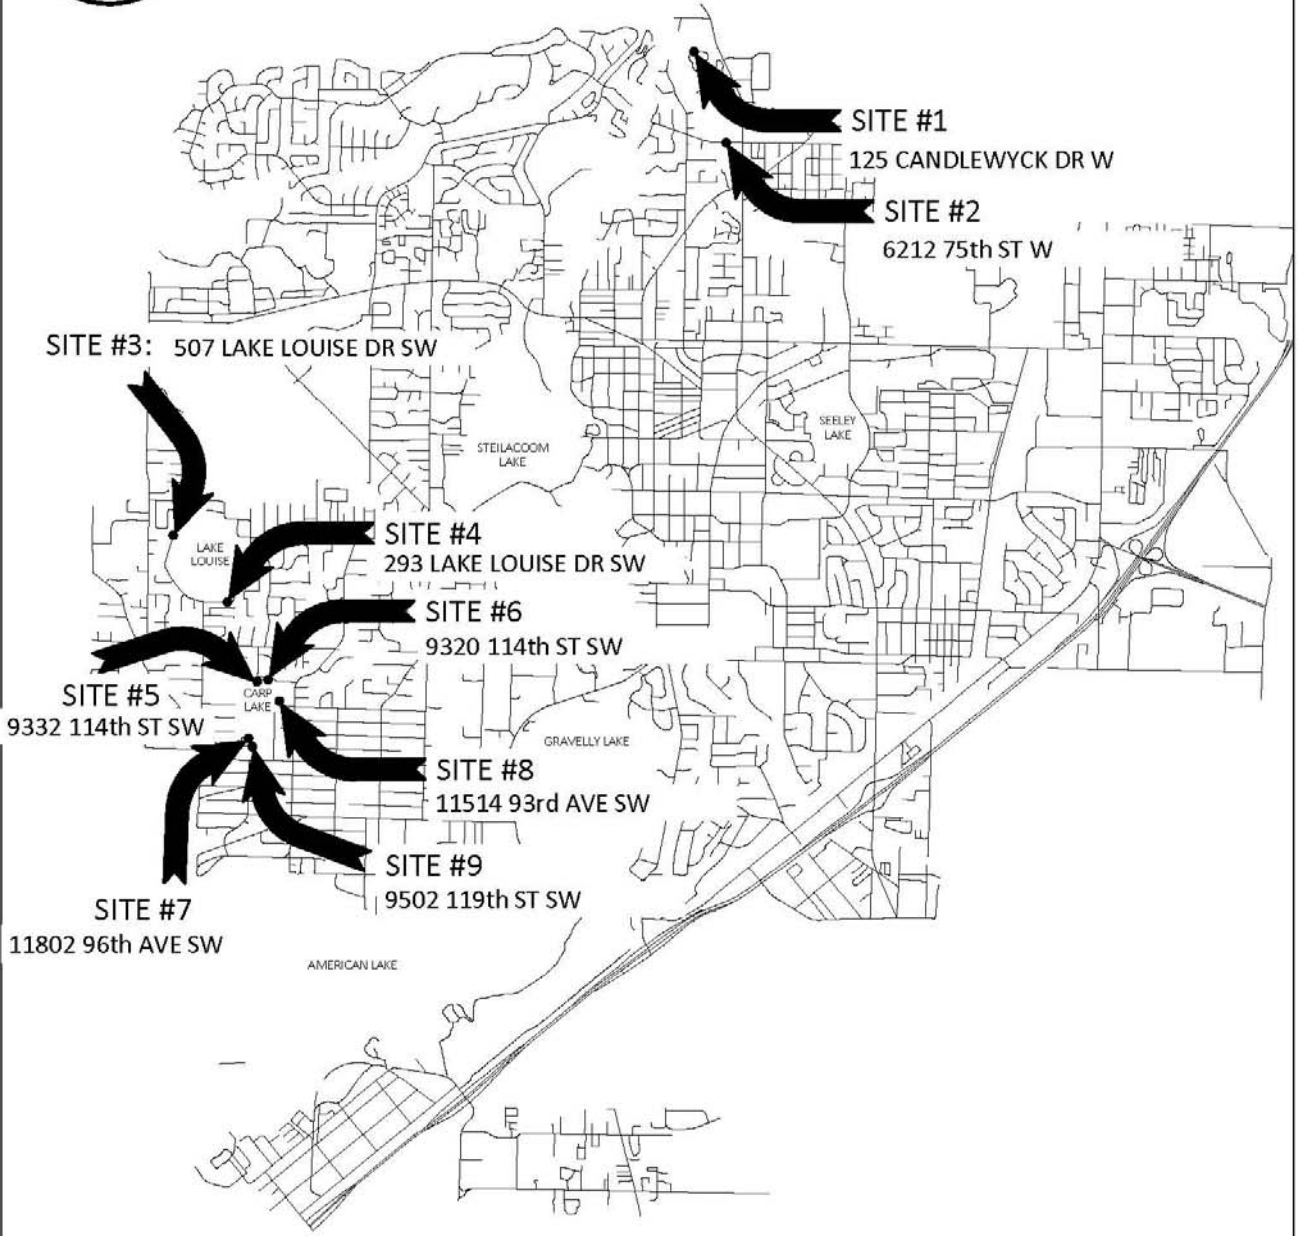 SITE #1
125 CANDLEWYCK DR W
SITE #2
6212 75th ST W
SITE #3: 507 LAKE LOUISE DR SW
SEELEY
LAKE
STEILACOOM
LAKE
SITE #4
293 LAKE LOUISE DR SW
LAKE
LOUISE
SITE #6
9320 114th ST SW
SITE #5
9332 114th ST SW
CARP
LAKE
GRAVELLY LAKE
SITE #8
11514 93rd AVE SW
SITE #9
9502 119th ST SW
SITE #7
11802 96th AVE SW
AMERICAN LAKE